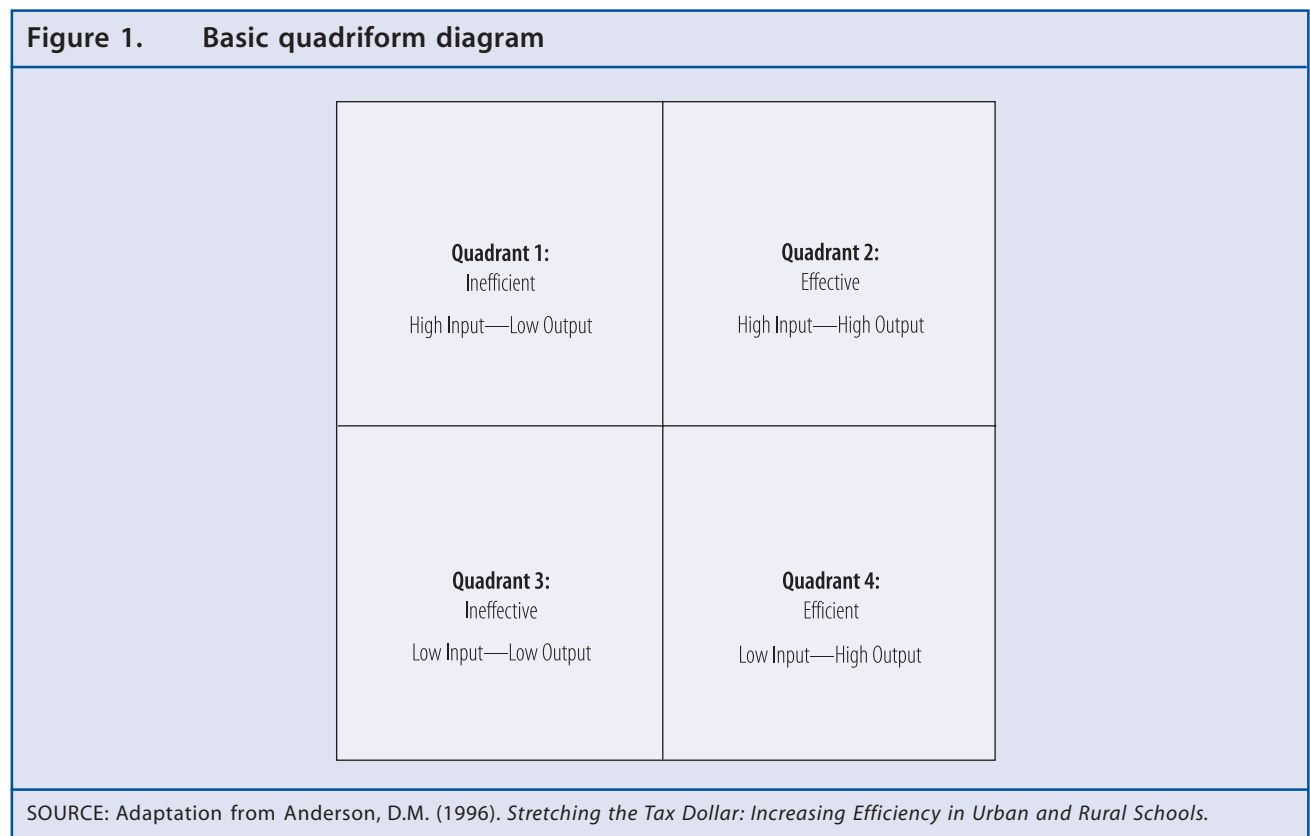 Figure 1. Basic quadriform diagram
Quadrant 1:
Inefficient
High Input—Low Output
Quadrant 2:
Effective
High Input—High Output
Quadrant 3:
Ineffective
Low Input—Low Output
Quadrant 4:
Efficient
Low Input—High Output
SOURCE: Adaptation from Anderson, D.M. (1996). Stretching the Tax Dollar: Increasing Efficiency in Urban and Rural Schools.